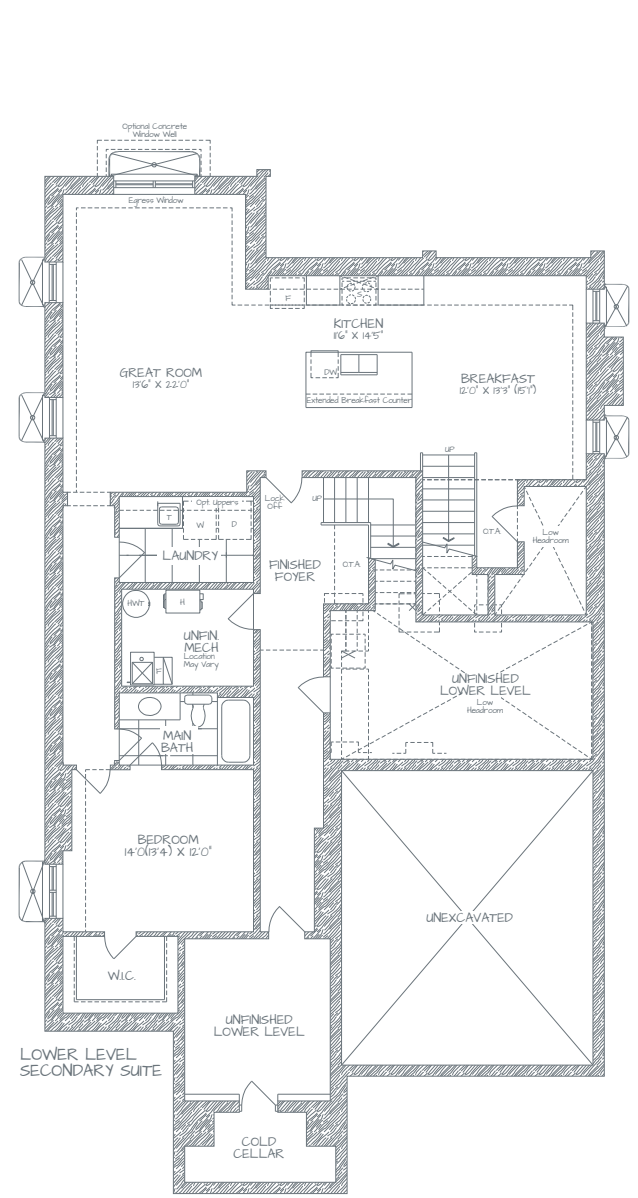 Optional Concrete
Window Well
Egress Window
F
KITCHEN
11'6" X 14'5"
GREAT ROOM
13'6" X 22'0"
DW
BREAKFAST
12'0" X 13'3" (15'1")
Extended Breakfast Counter
UP
Lock
Off
UP
Opt. Uppers
T
W
D
O.T.A
Low
Headroom
LAUNDRY
FINISHED
FOYER
O.T.A
HWT
H
UNFIN.
MECH
Location
May Vary
F
UNFINISHED
LOWER LEVEL
Low
Headroom
MAIN
BATH
BEDROOM
14'0(13'4) X 12'0"
UNEXCAVATED
W.I.C.
UNFINISHED
LOWER LEVEL
LOWER LEVEL
SECONDARY SUITE
COLD
CELLAR